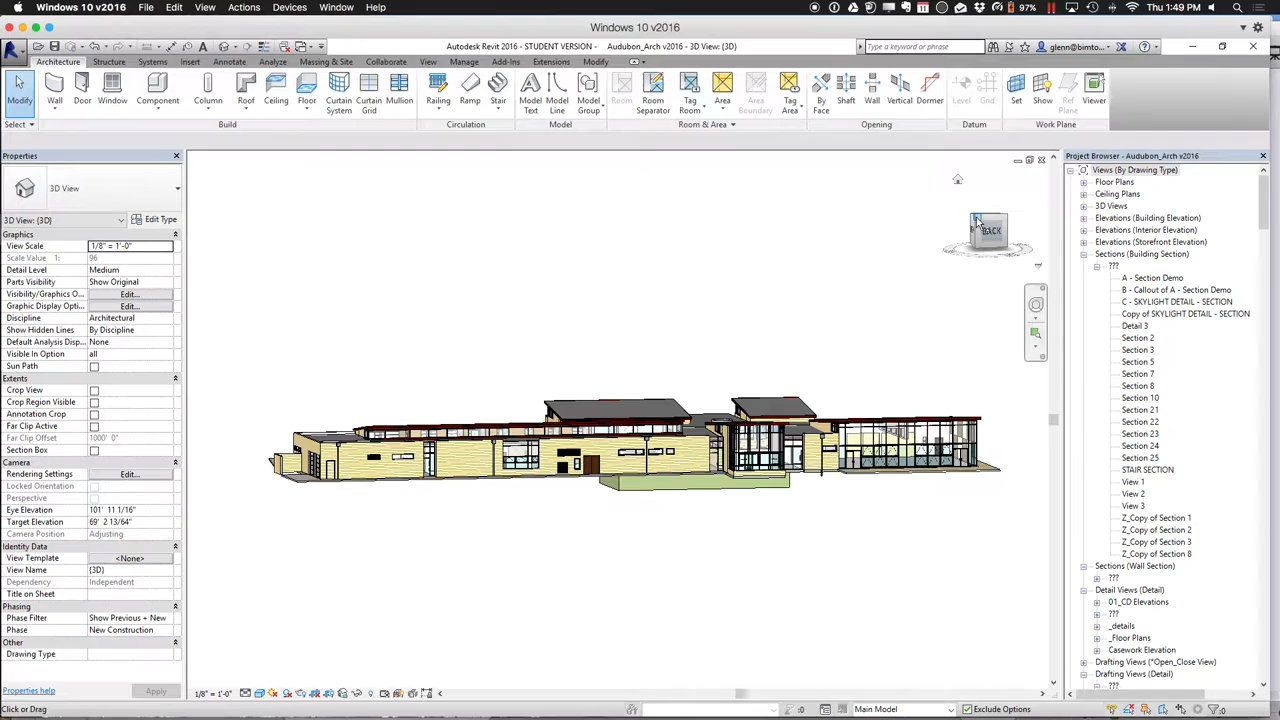 Windows 10 v2016 File Edit View Actions Devices Window Help 97% Thu 1:49 PM
Windows 10 v2016
Autodesk Revit 2016 - STUDENT VERSION - Audubon_Arch v2016 - 3D View: {3D} Type a keyword or phrase glenn@bimto...
Architecture Structure Systems Insert Annotate Analyze Massing & Site Collaborate Add-Ins Extensions View Manage Modify
Modify Wall Door Window Component Column Roof Ceiling Floor Curtain System Curtain Grid Mullion Railing Ramp Stair Model Text Model Line Model Group Room Room Separator Tag Room Area Area Boundary Tag Area By Face Shaft Wall Vertical Dormer Level Grid Set Show Ref Plane Viewer
Select Build Circulation Model Room & Area Opening Datum Work Plane
Properties
3D View
3D View: {3D} Edit Type
Graphics
View Scale 1/8" = 1'-0"
Scale Value 1: 96
Detail Level Medium
Parts Visibility Show Original
Visibility/Graphics O... Edit...
Graphic Display Opti... Edit...
Discipline Architectural
Show Hidden Lines By Discipline
Default Analysis Disp... None
Visible In Option all
Sun Path
Extents
Crop View
Crop Region Visible
Annotation Crop
Far Clip Active
Far Clip Offset 1000' 0"
Section Box
Camera
Rendering Settings Edit...
Locked Orientation
Perspective
Eye Elevation 101' 11 1/16"
Target Elevation 69' 2 13/64"
Camera Position Adjusting
Identity Data
View Template <None>
View Name {3D}
Dependency Independent
Title on Sheet
Phasing
Phase Filter Show Previous + New
Phase New Construction
Other
Drawing Type
Properties help Apply
BACK
1/8" = 1'-0"
Project Browser - Audubon_Arch v2016
Views (By Drawing Type)
Floor Plans
Ceiling Plans
3D Views
Elevations (Building Elevation)
Elevations (Interior Elevation)
Elevations (Storefront Elevation)
Sections (Building Section)
???
A - Section Demo
B - Callout of A - Section Demo
C - SKYLIGHT DETAIL - SECTION
Copy of SKYLIGHT DETAIL - SECTION
Detail 3
Section 2
Section 3
Section 5
Section 7
Section 8
Section 10
Section 21
Section 22
Section 23
Section 24
Section 25
STAIR SECTION
View 1
View 2
View 3
Z_Copy of Section 1
Z_Copy of Section 2
Z_Copy of Section 3
Z_Copy of Section 8
Sections (Wall Section)
???
Detail Views (Detail)
01_CD Elevations
???
_details
_Floor Plans
Casework Elevation
Drafting Views (*Open_Close View)
Drafting Views (Detail)
???
Click or Drag :0 Main Model Exclude Options :0